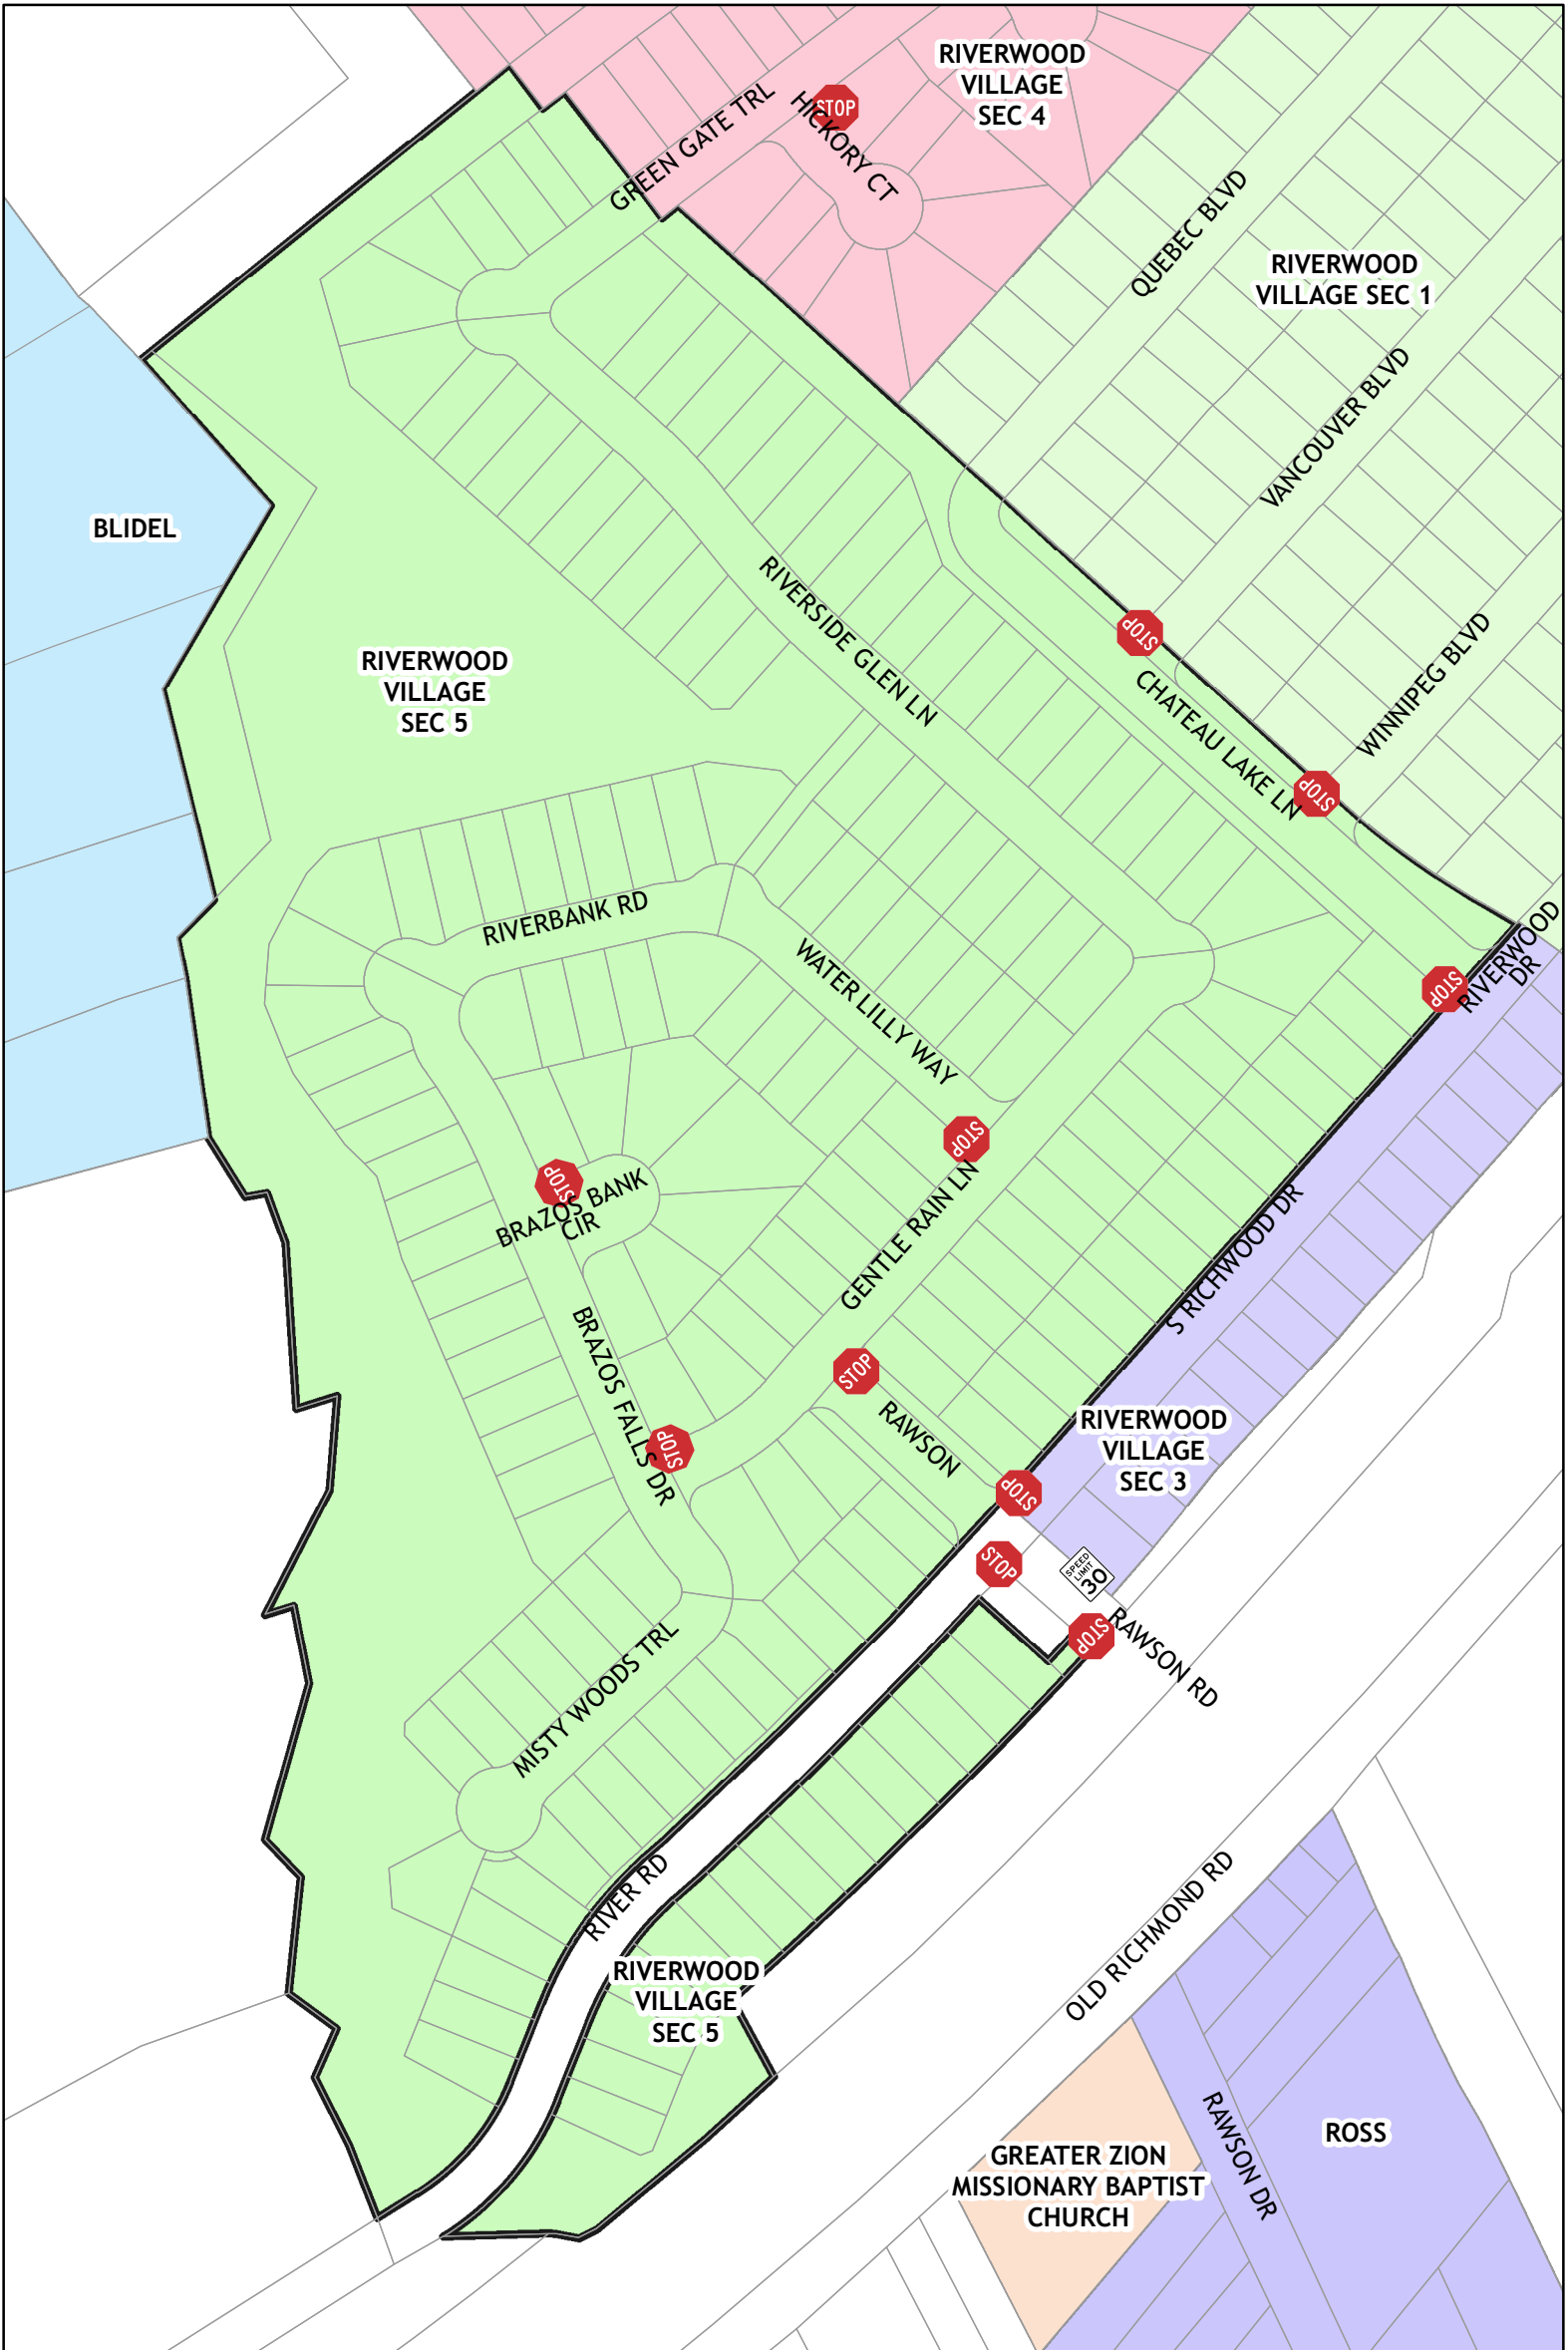 RIVERWOOD
VILLAGE
SEC 4
STOP
GREEN GATE TRL
HICKORY CT
QUEBEC BLVD
RIVERWOOD
VILLAGE SEC 1
VANCOUVER BLVD
BLIDEL
RIVERSIDE GLEN LN
STOP
RIVERWOOD
VILLAGE
SEC 5
CHATEAU LAKE LN
WINNIPEG BLVD
STOP
RIVERBANK RD
WATER LILLY WAY
STOP
RIVERWOOD
DR
STOP
STOP
BRAZOS BANK
CIR
GENTLE RAIN LN
S RICHWOOD DR
BRAZOS FALLS DR
STOP
STOP
RAWSON
RIVERWOOD
VILLAGE
SEC 3
STOP
STOP
SPEED
LIMIT
30
STOP
RAWSON RD
MISTY WOODS TRL
RIVER RD
OLD RICHMOND RD
RIVERWOOD
VILLAGE
SEC 5
RAWSON DR
ROSS
GREATER ZION
MISSIONARY BAPTIST
CHURCH